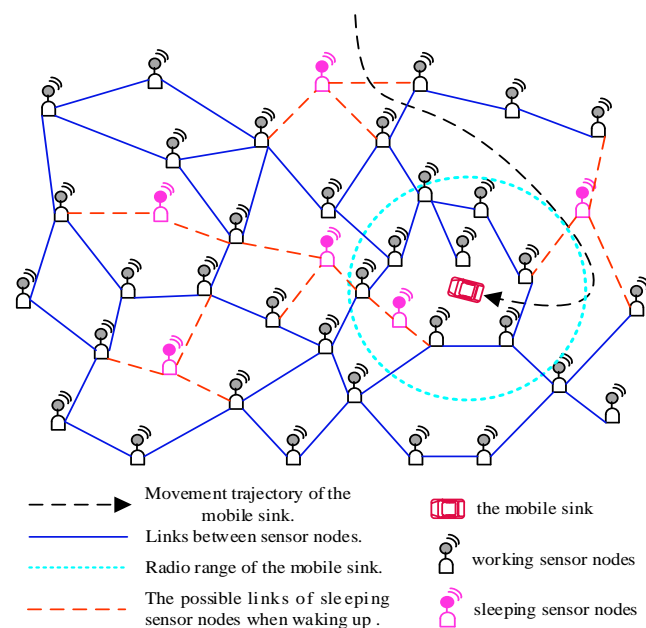 Movement trajectory of the
mobile sink.
Links between sensor nodes.
Radio range of the mobile sink.
The possible links of sleeping
sensor nodes when waking up .
the mobile sink
working sensor nodes
sleeping sensor nodes